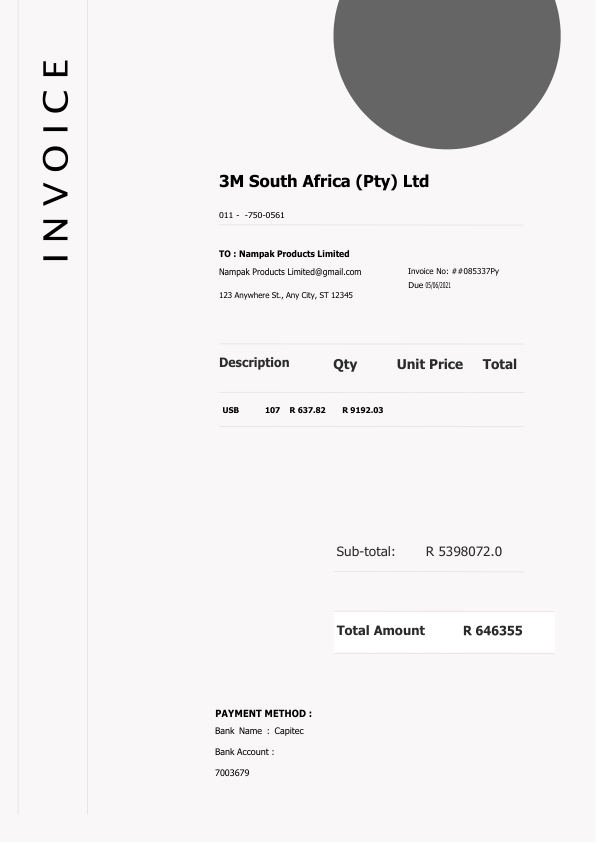 INVOICE
3M South Africa (Pty) Ltd
011 - -750-0561
TO : Nampak Products Limited
Nampak Products Limited@gmail.com
Invoice No: ##085337Py
Due 05/06/2021
123 Anywhere St., Any City, ST 12345
Description Qty Unit Price Total
USB 107 R 637.82 R 9192.03
Sub-total: R 5398072.0
Total Amount R 646355
PAYMENT METHOD :
Bank Name : Capitec
Bank Account :
7003679